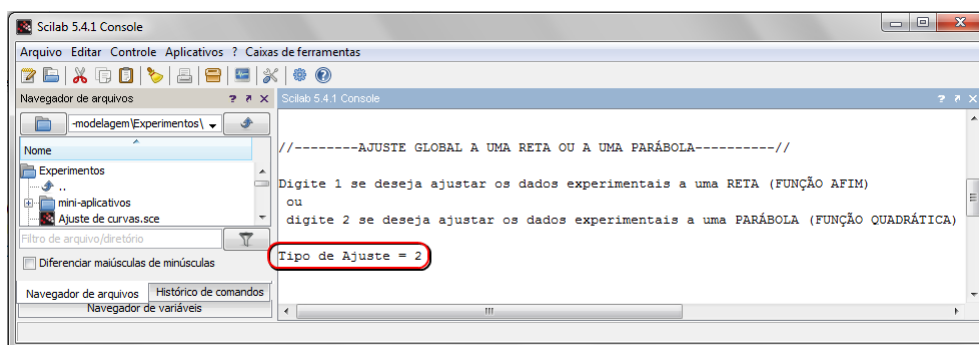 Scilab 5.4.1 Console
Arquivo Editar Controle Aplicativos ? Caixas de ferramentas
Navegador de arquivos
-modelagem\Experimentos\
Nome
Experimentos
..
mini-aplicativos
Ajuste de curvas.sce
Filtro de arquivo/diretório
Diferenciar maiúsculas de minúsculas
Navegador de arquivos Histórico de comandos
Navegador de variáveis
Scilab 5.4.1 Console
//--------AJUSTE GLOBAL A UMA RETA OU A UMA PARÁBOLA----------//
Digite 1 se deseja ajustar os dados experimentais a uma RETA (FUNÇÃO AFIM)
ou
digite 2 se deseja ajustar os dados experimentais a uma PARÁBOLA (FUNÇÃO QUADRÁTICA)
Tipo de Ajuste = 2